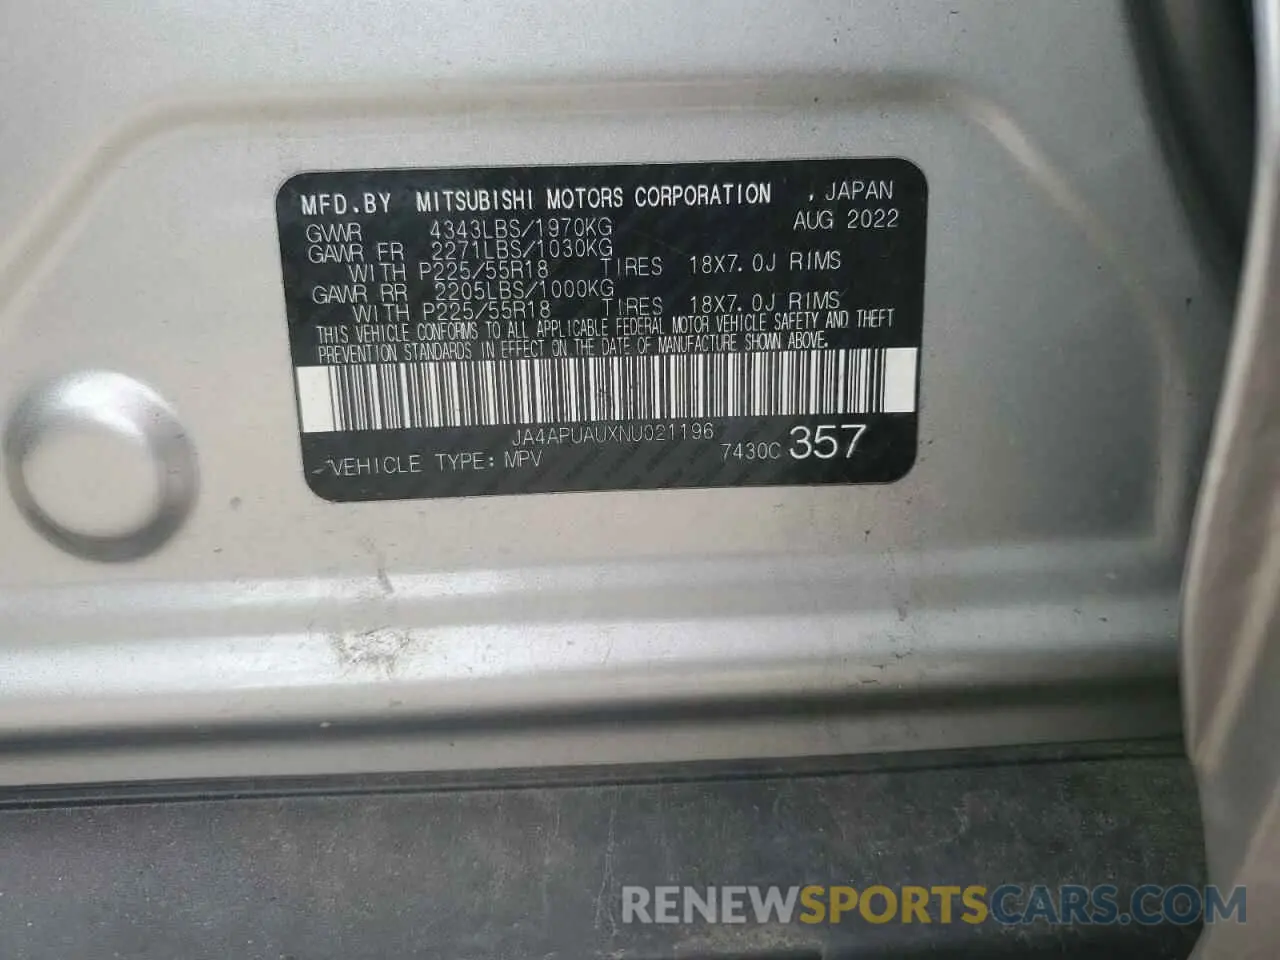 MFD.BY MITSUBISHI MOTORS CORPORATION , JAPAN
AUG 2022
GVWR 4343LBS/1970KG
GAWR FR 2271LBS/1030KG
WITH P225/55R18 TIRES 18X7.0J RIMS
GAWR RR 2205LBS/1000KG
WITH P225/55R18 TIRES 18X7.0J RIMS
THIS VEHICLE CONFORMS TO ALL APPLICABLE FEDERAL MOTOR VEHICLE SAFETY AND THEFT
PREVENTION STANDARDS IN EFFECT ON THE DATE OF MANUFACTURE SHOWN ABOVE.
JA4APUAUXNU021196
VEHICLE TYPE: MPV 7430C 357
RENEWSPORTSCARS.COM